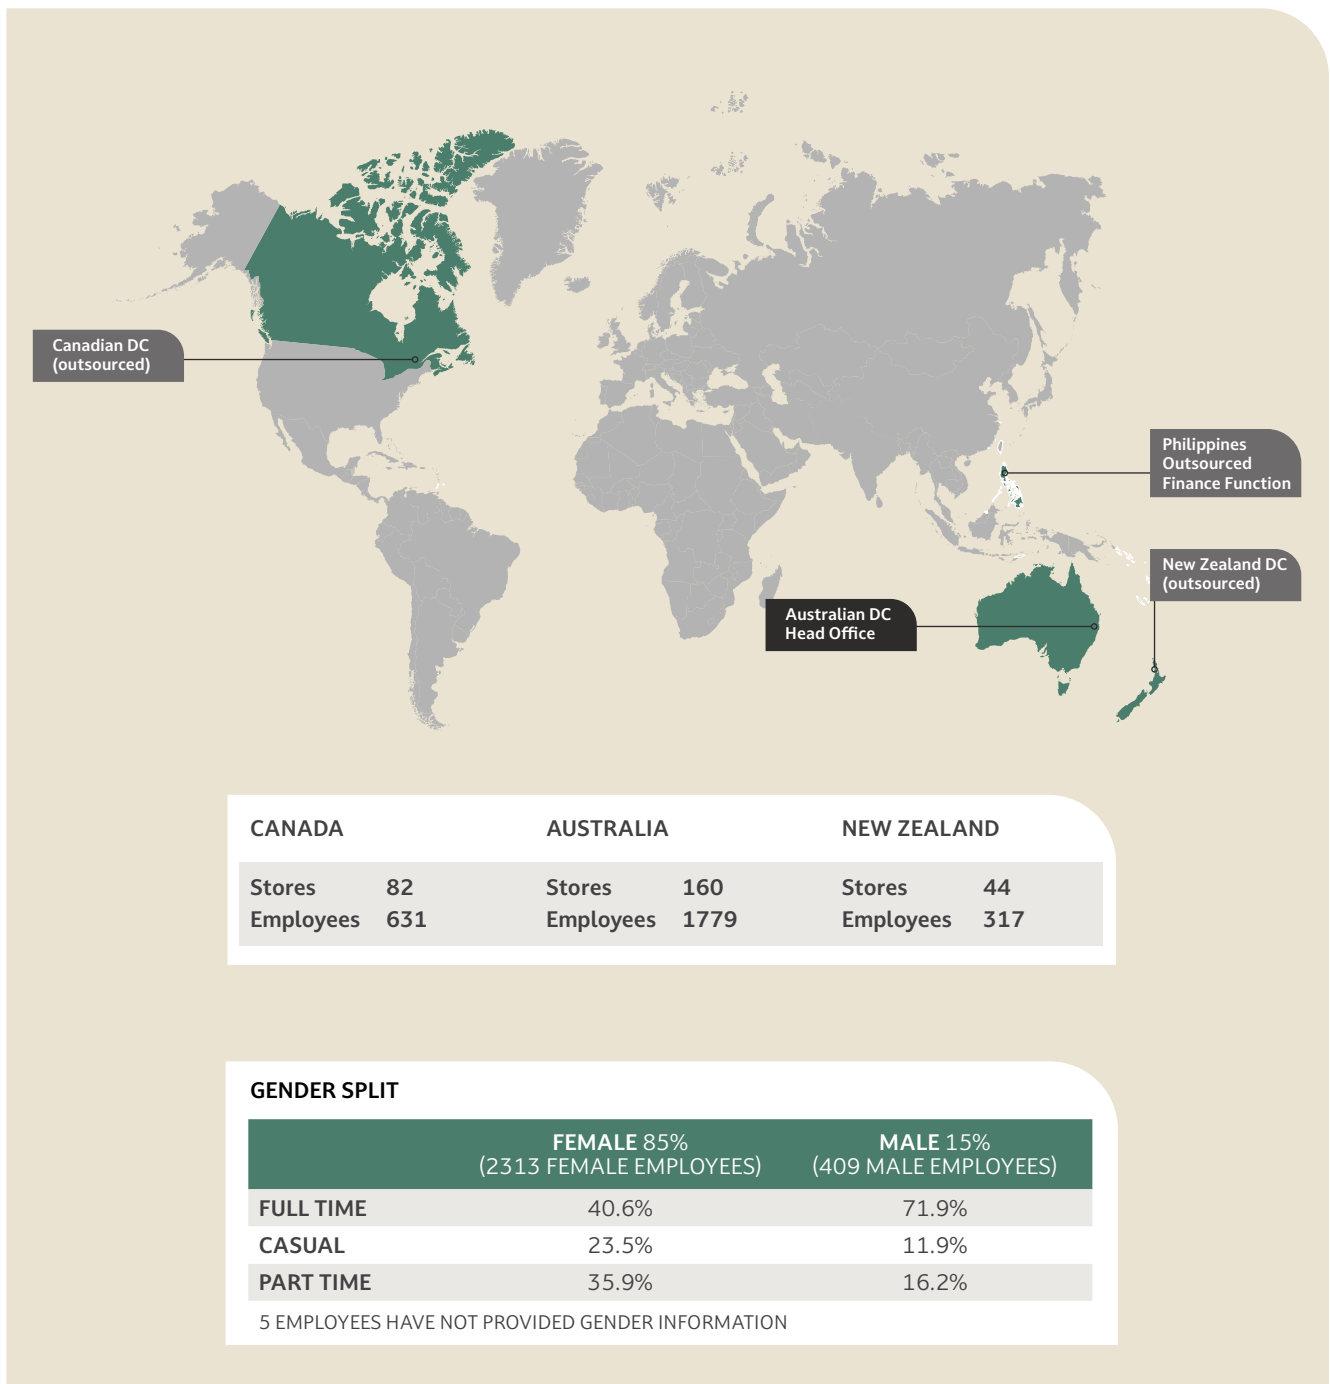 Canadian DC
(outsourced)
Philippines
Outsourced
Finance Function
New Zealand DC
(outsourced)
Australian DC
Head Office
CANADA AUSTRALIA NEW ZEALAND
Stores 82 Stores 160 Stores 44
Employees 631 Employees 1779 Employees 317
GENDER SPLIT
FEMALE 85% MALE 15%
(2313 FEMALE EMPLOYEES) (409 MALE EMPLOYEES)
FULL TIME 40.6% 71.9%
CASUAL 23.5% 11.9%
PART TIME 35.9% 16.2%
5 EMPLOYEES HAVE NOT PROVIDED GENDER INFORMATION